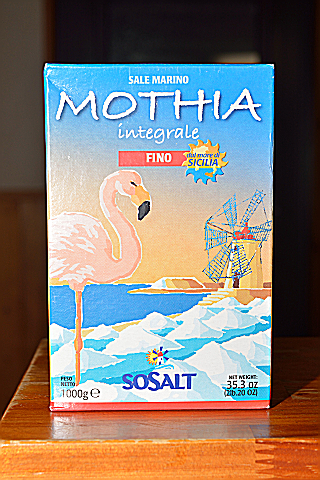 SALE MARINO
MOTHIA
integrale
FINO
dal mare di
SICILIA
PESO
NETTO:
1000g ℮
SOSALT
NET WEIGHT:
35.3 oz
(2lb.20 OZ)